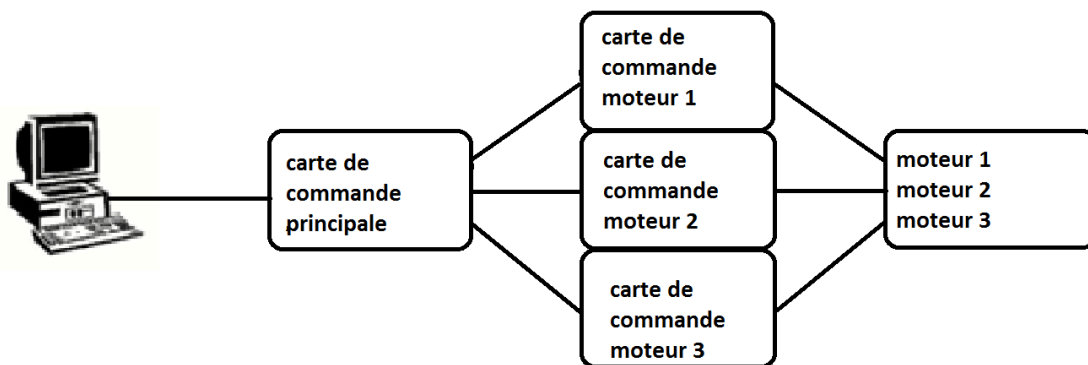 carte de
commande
principale
carte de
commande
moteur 1
carte de
commande
moteur 2
carte de
commande
moteur 3
moteur 1
moteur 2
moteur 3